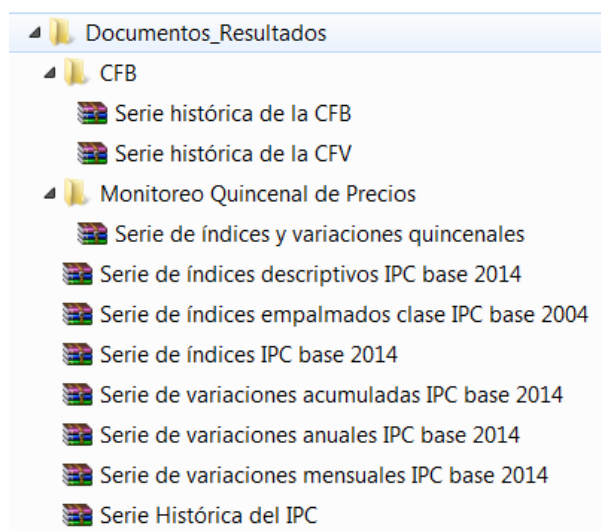 Documentos_Resultados
CFB
Serie histórica de la CFB
Serie histórica de la CFV
Monitoreo Quincenal de Precios
Serie de índices y variaciones quincenales
Serie de índices descriptivos IPC base 2014
Serie de índices empalmados clase IPC base 2004
Serie de índices IPC base 2014
Serie de variaciones acumuladas IPC base 2014
Serie de variaciones anuales IPC base 2014
Serie de variaciones mensuales IPC base 2014
Serie Histórica del IPC